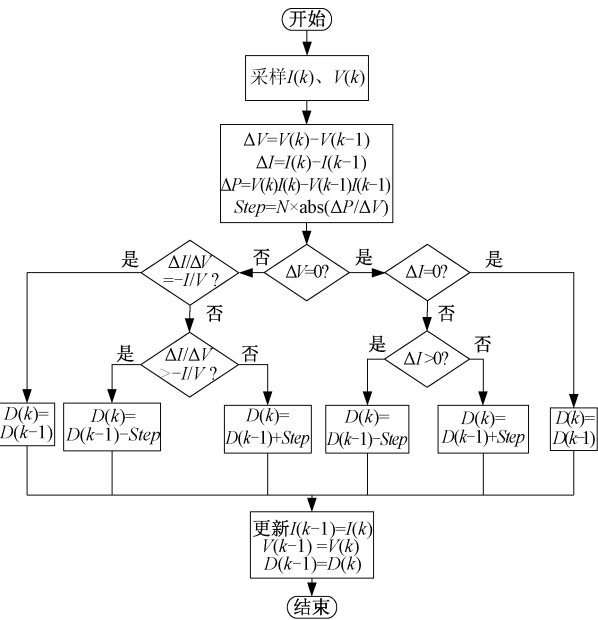 开始
采样I(k)、V(k)
ΔV=V(k)−V(k−1)
ΔI=I(k)−I(k−1)
ΔP=V(k)I(k)−V(k−1)I(k−1)
Step=N×abs(ΔP/ΔV)
是
ΔI/ΔV
=−I/V ?
否
ΔV=0?
是
ΔI=0?
是
否
否
是
ΔI/ΔV
>−I/V ?
否
是
ΔI>0?
否
D(k)=
D(k−1)
D(k)=
D(k−1)−Step
D(k)=
D(k−1)+Step
D(k)=
D(k−1)−Step
D(k)=
D(k−1)+Step
D(k)=
D(k−1)
更新I(k−1)=I(k)
V(k−1) =V(k)
D(k−1)=D(k)
结束